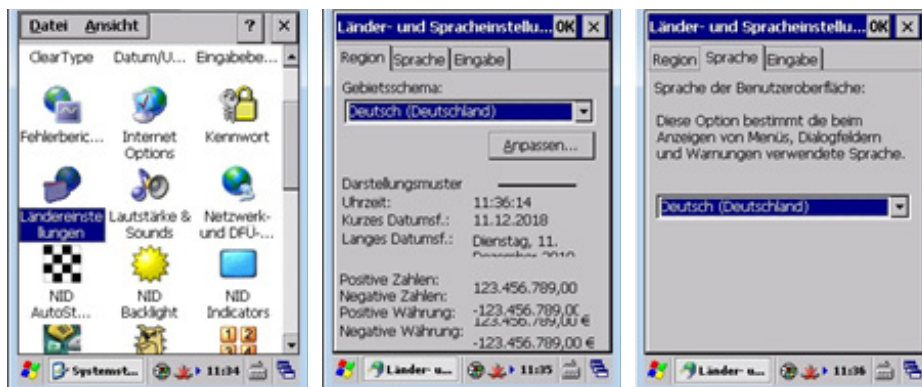 Datei Ansicht ? ×
ClearType Datum/U... Eingabebe...
Fehlerberic... Internet Options Kennwort
Ländereinste llungen Lautstärke & Sounds Netzwerk- und DFÜ-...
NID AutoSt... NID Backlight NID Indicators
Systemst... 11:34
Länder- und Spracheinstellu... OK ×
Region Sprache Eingabe
Gebietsschema:
Deutsch (Deutschland)
Anpassen...
Darstellungsmuster
Uhrzeit: 11:36:14
Kurzes Datumsf.: 11.12.2018
Langes Datumsf.: Dienstag, 11.
Positive Zahlen: 123.456.789,00
Negative Zahlen: -123.456.789,00
Positive Währung: 123.456.789,00 €
Negative Währung: -123.456.789,00 €
Länder- u... 11:35
Länder- und Spracheinstellu... OK ×
Region Sprache Eingabe
Sprache der Benutzeroberfläche:
Diese Option bestimmt die beim
Anzeigen von Menüs, Dialogfeldern
und Warnungen verwendete Sprache.
Deutsch (Deutschland)
Länder- u... 11:36